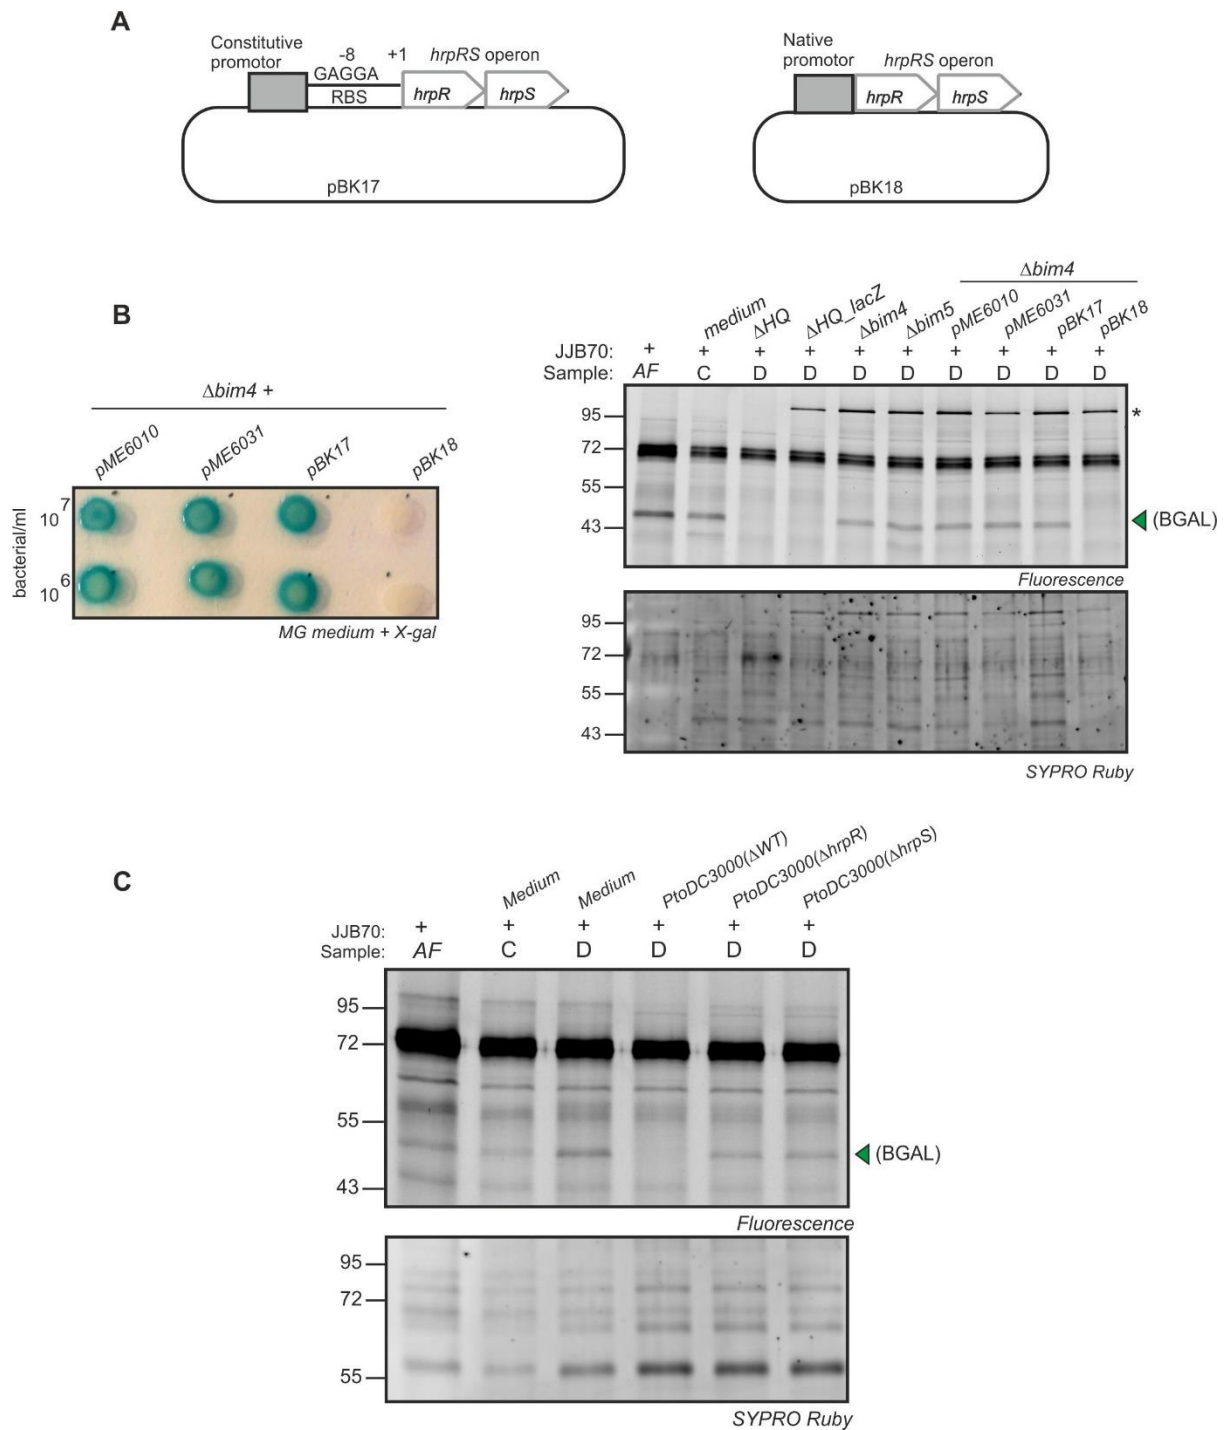 A
Constitutive
promotor
-8
+1
hrpRS operon
GAGGA
RBS
hrpR
hrpS
pBK17
Native
promotor
hrpRS operon
hrpR
hrpS
pBK18
B
Δbim4 +
pME6010
pME6031
pBK17
pBK18
bacterial/ml
10^7
10^6
MG medium + X-gal
Δbim4
medium
ΔHQ
ΔHQ_lacZ
Δbim4
Δbim5
pME6010
pME6031
pBK17
pBK18
JJB70: + + + + + + + + + +
Sample: AF C D D D D D D D D
95
72
55
43
*
(BGAL)
Fluorescence
95
72
55
43
SYPRO Ruby
C
Medium
Medium
PtoDC3000(ΔWT)
PtoDC3000(ΔhrpR)
PtoDC3000(ΔhrpS)
JJB70: + + + + + +
Sample: AF C D D D D
95
72
55
43
(BGAL)
Fluorescence
95
72
55
SYPRO Ruby